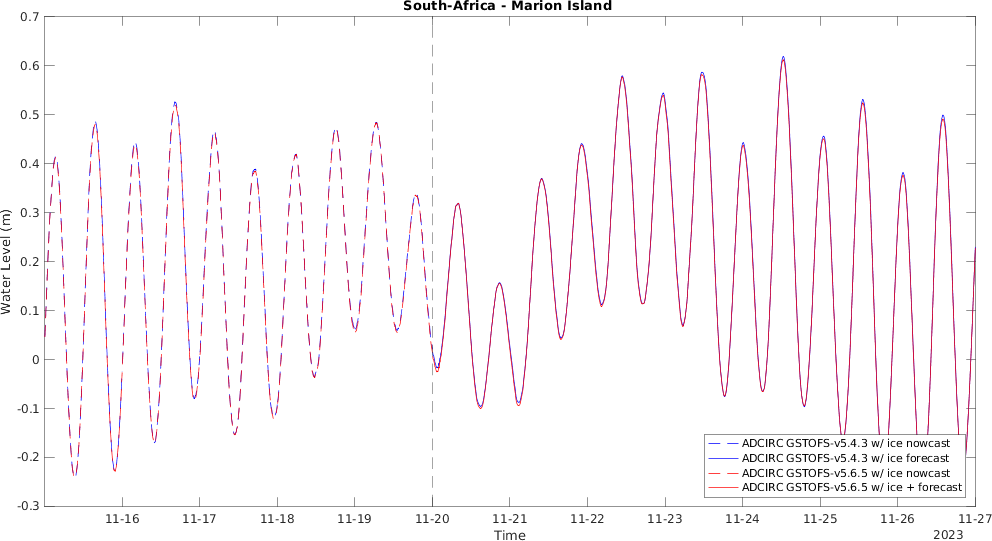 South-Africa - Marion Island
Water Level (m)
0.7
0.6
0.5
0.4
0.3
0.2
0.1
0
-0.1
-0.2
-0.3
ADCIRC GSTOFS-v5.4.3 w/ ice nowcast
ADCIRC GSTOFS-v5.4.3 w/ ice forecast
ADCIRC GSTOFS-v5.6.5 w/ ice nowcast
ADCIRC GSTOFS-v5.6.5 w/ ice + forecast
11-16 11-17 11-18 11-19 11-20 11-21 11-22 11-23 11-24 11-25 11-26 11-27
Time
2023